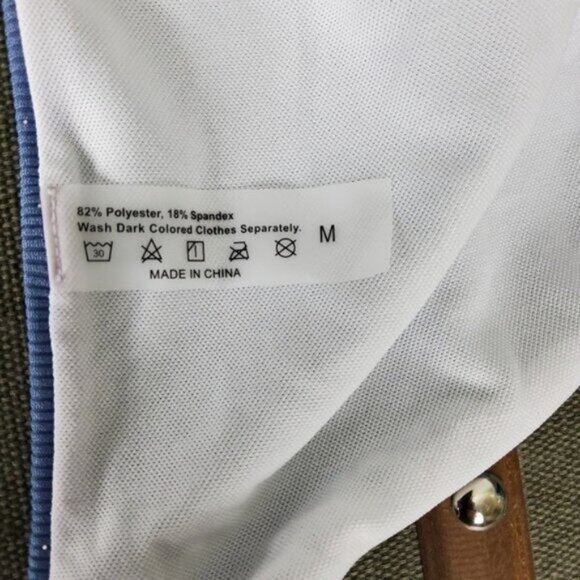 82% Polyester, 18% Spandex
Wash Dark Colored Clothes Separately.
30 M
MADE IN CHINA